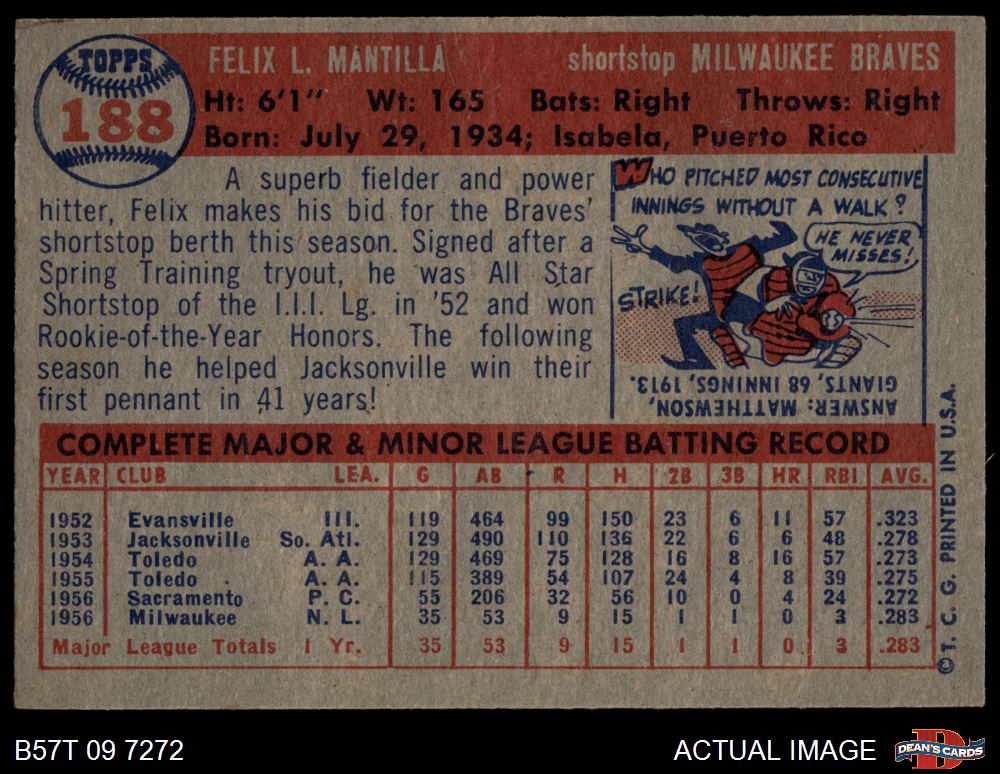 TOPPS
188
FELIX L. MANTILLA shortstop MILWAUKEE BRAVES
Ht: 6'1" Wt: 165 Bats: Right Throws: Right
Born: July 29, 1934; Isabela, Puerto Rico
A superb fielder and power
hitter, Felix makes his bid for the Braves'
shortstop berth this season. Signed after a
Spring Training tryout, he was All Star
Shortstop of the I.I.I. Lg. in '52 and won
Rookie-of-the-Year Honors. The following
season he helped Jacksonville win their
first pennant in 41 years!
WHO PITCHED MOST CONSECUTIVE
INNINGS WITHOUT A WALK?
HE NEVER
MISSES!
STRIKE!
ANSWER: MATTHEWSON,
GIANTS, 68 INNINGS, 1913.
COMPLETE MAJOR & MINOR LEAGUE BATTING RECORD
YEAR CLUB LEA. G AB R H 2B 3B HR RBI AVG.
1952 Evansville III. 119 464 99 150 23 6 11 57 .323
1953 Jacksonville So. Atl. 129 490 110 136 22 6 6 48 .278
1954 Toledo A. A. 129 469 75 128 16 8 16 57 .273
1955 Toledo A. A. 115 389 54 107 24 4 8 39 .275
1956 Sacramento P. C. 55 206 32 56 10 0 4 24 .272
1956 Milwaukee N. L. 35 53 9 15 1 1 0 3 .283
Major League Totals 1 Yr. 35 53 9 15 1 1 0 3 .283
© T. C. G. PRINTED IN U.S.A.
B57T 09 7272
ACTUAL IMAGE
D
DEAN'S CARDS